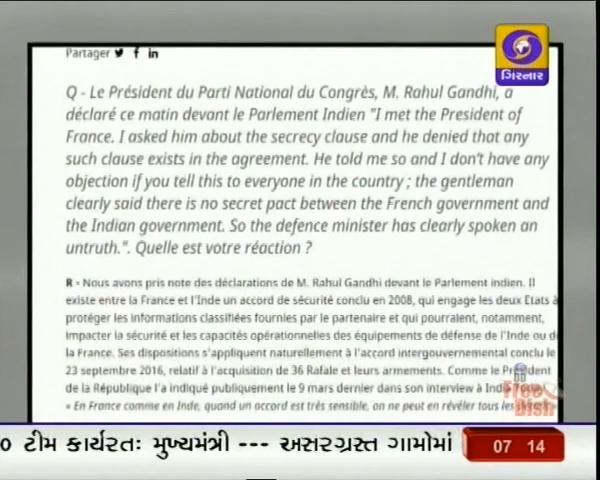 Partager
ગિરનાર
Q - Le Président du Parti National du Congrès, M. Rahul Gandhi, a
déclaré ce matin devant le Parlement Indien "I met the President of
France. I asked him about the secrecy clause and he denied that any
such clause exists in the agreement. He told me so and I don't have any
objection if you tell this to everyone in the country ; the gentleman
clearly said there is no secret pact between the French government and
the Indian government. So the defence minister has clearly spoken an
untruth.". Quelle est votre réaction ?
R - Nous avons pris note des déclarations de M. Rahul Gandhi devant le Parlement indien. Il
existe entre la France et l'Inde un accord de sécurité conclu en 2008, qui engage les deux Etats à
protéger les informations classifiées fournies par le partenaire et qui pourraient, notamment,
impacter la sécurité et les capacités opérationnelles des équipements de défense de l'Inde ou d
la France. Ses dispositions s'appliquent naturellement à l'accord intergouvernemental conclu le
23 septembre 2016, relatif à l'acquisition de 36 Rafale et leurs armements. Comme le Président
de la République l'a indiqué publiquement le 9 mars dernier dans son interview à India Today
« En France comme en Inde, quand un accord est très sensible, on ne peut en révéler tous les
Free Dish
૦ ટીમ કાર્યરતઃ મુખ્યમંત્રી --- અસરગ્રસ્ત ગામોમાં
07 14